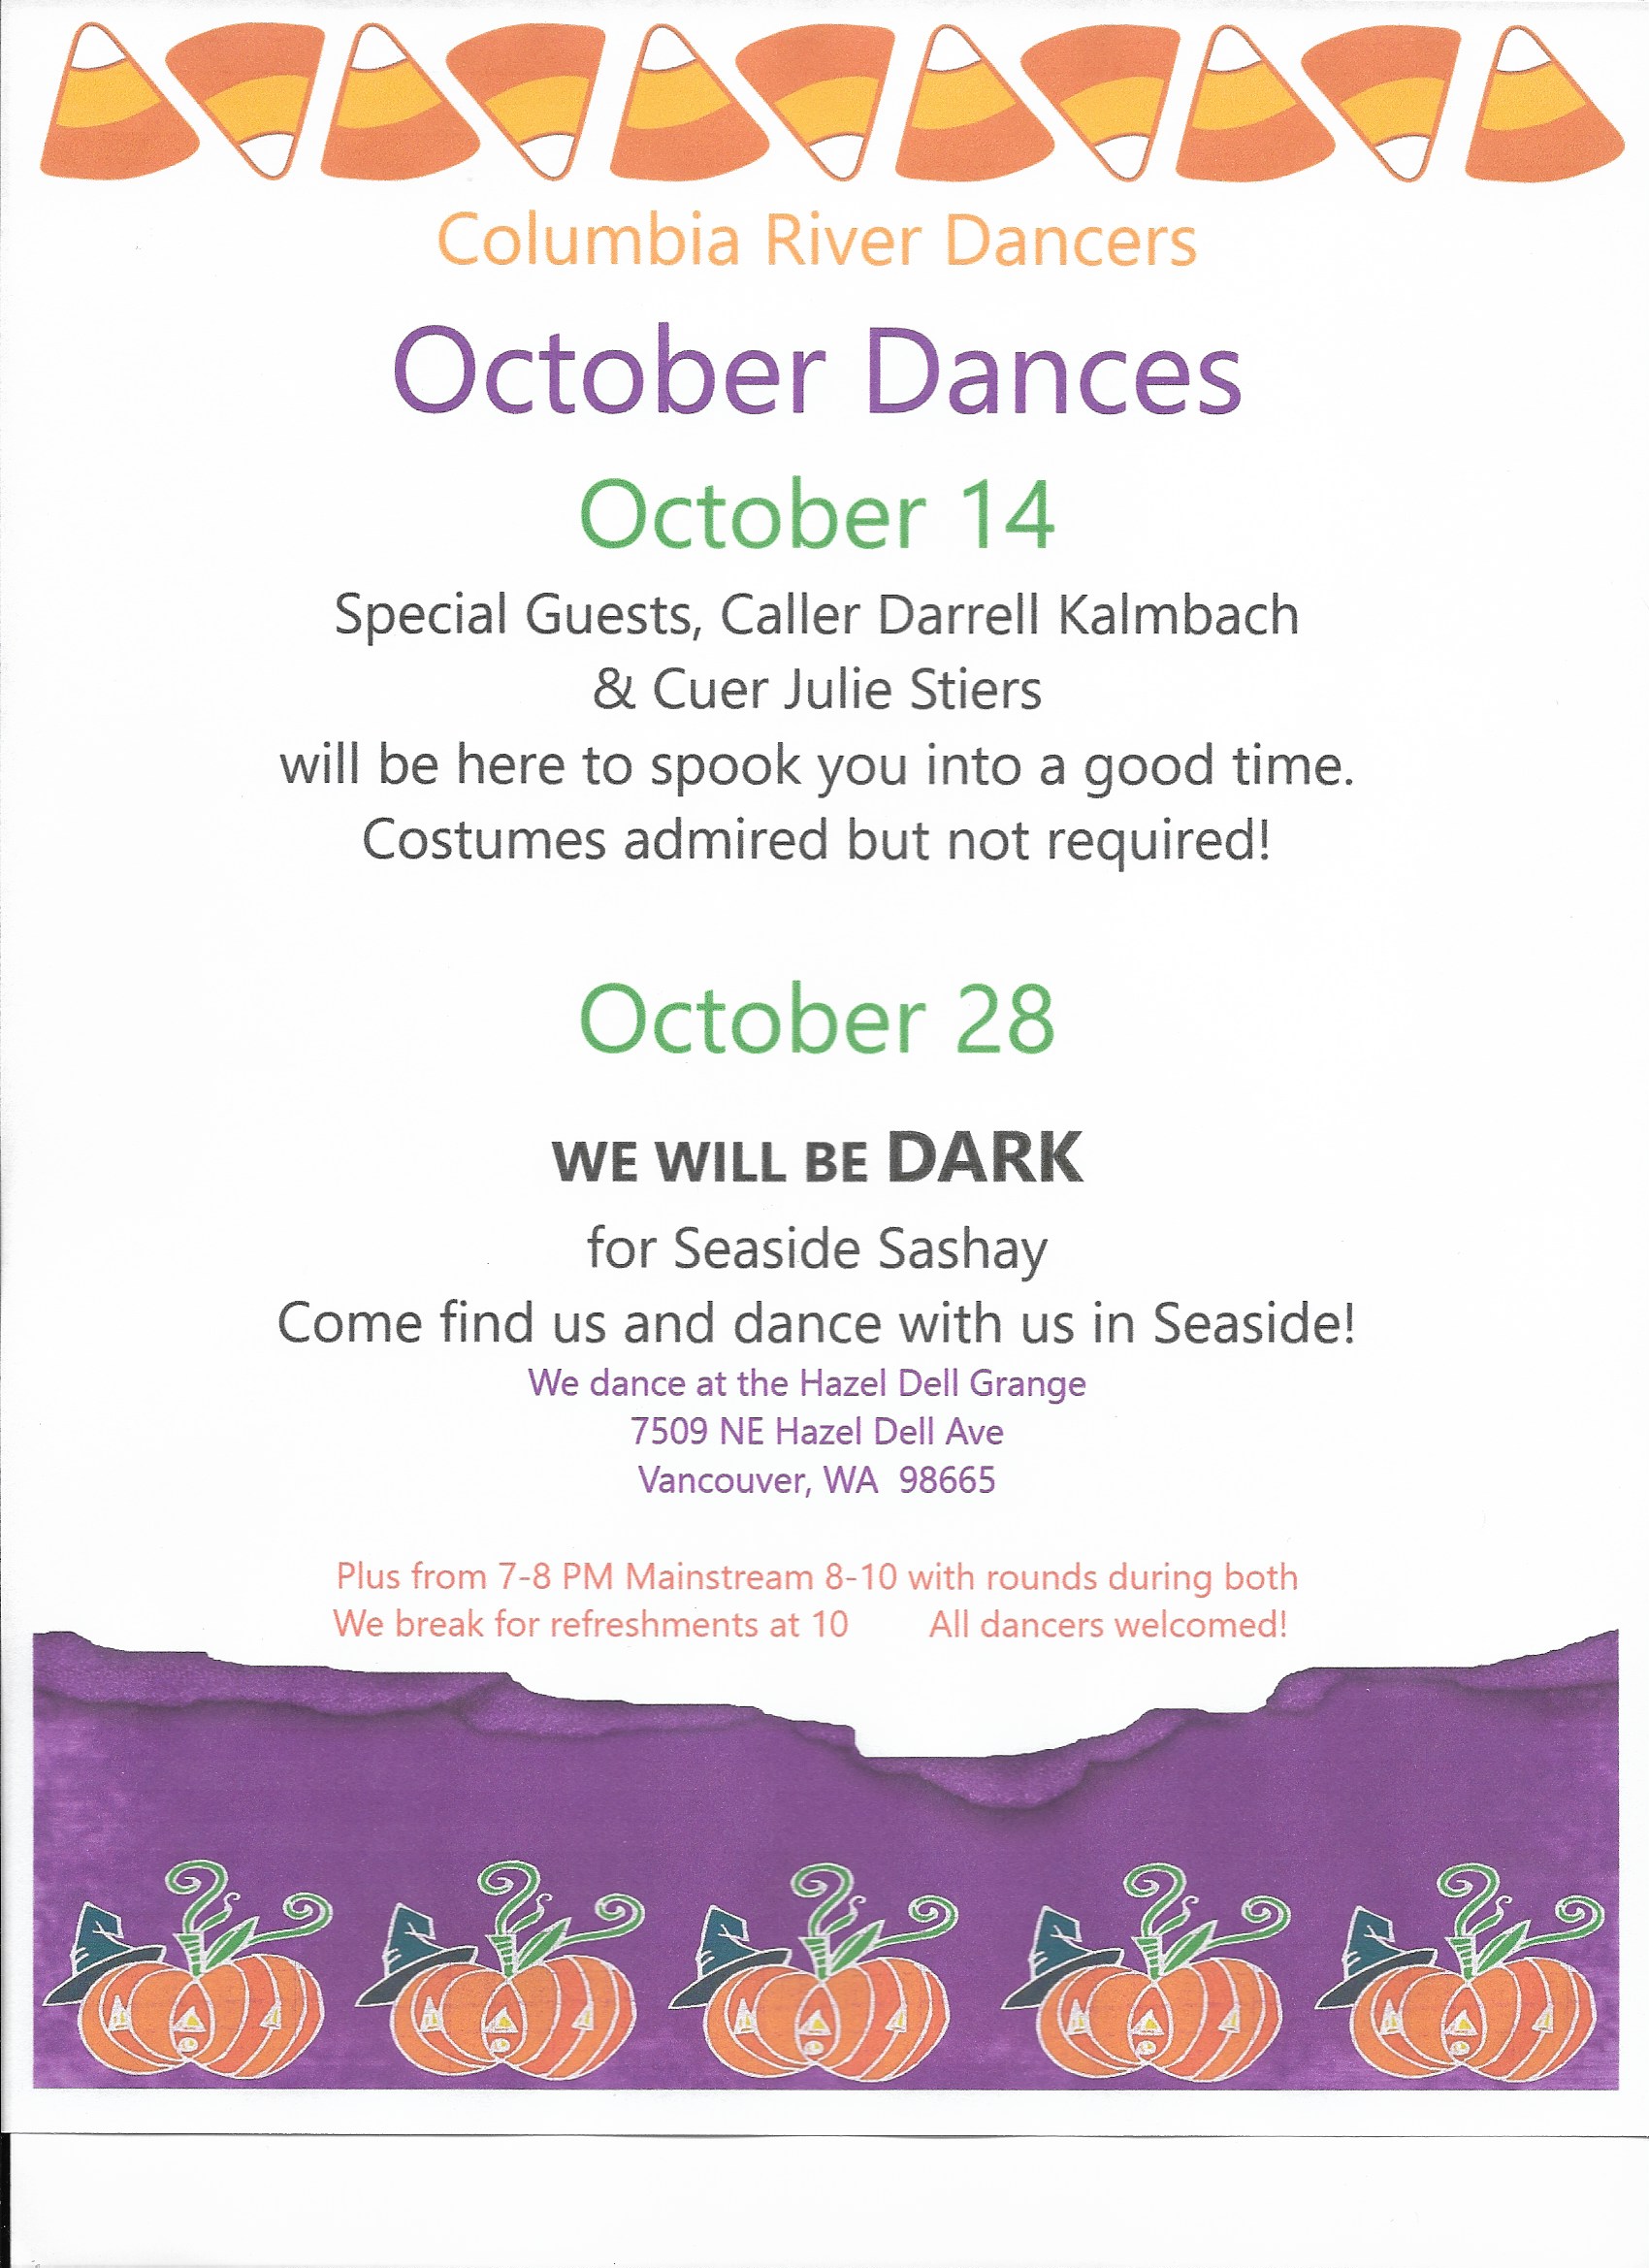 Columbia River Dancers
October Dances
October 14
Special Guests, Caller Darrell Kalmbach
& Cuer Julie Stiers
will be here to spook you into a good time.
Costumes admired but not required!
October 28
WE WILL BE DARK
for Seaside Sashay
Come find us and dance with us in Seaside!
We dance at the Hazel Dell Grange
7509 NE Hazel Dell Ave
Vancouver, WA 98665
Plus from 7-8 PM Mainstream 8-10 with rounds during both
We break for refreshments at 10 All dancers welcomed!